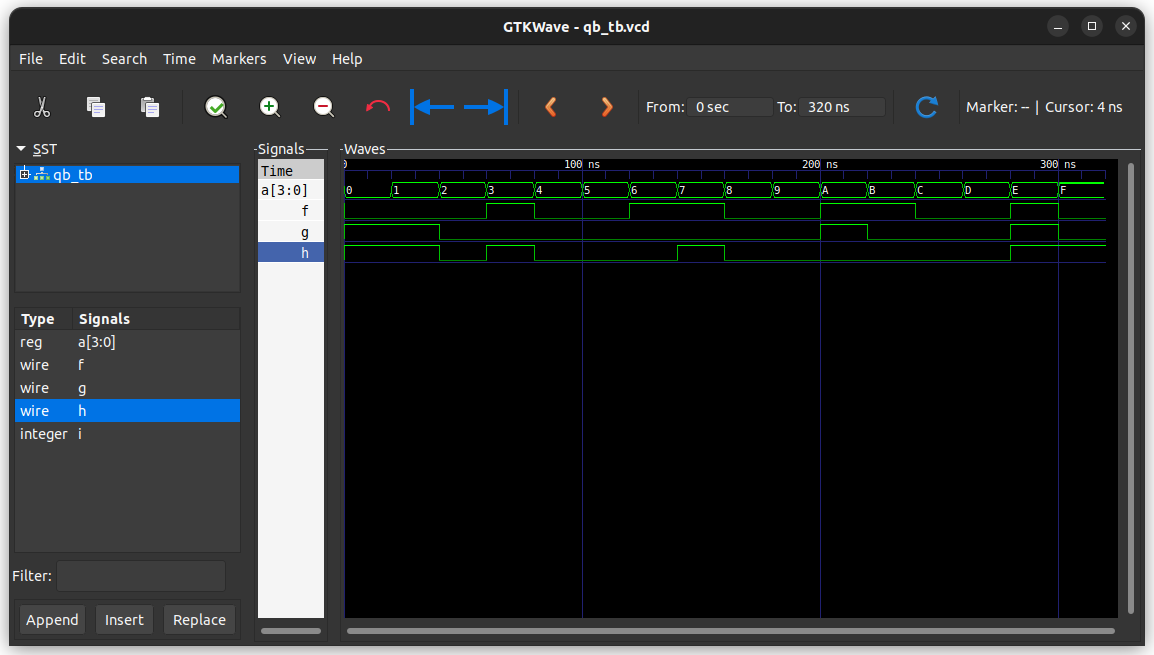 GTKWave - qb_tb.vcd
File Edit Search Time Markers View Help
From: 0 sec To: 320 ns Marker: -- | Cursor: 4 ns
SST
qb_tb
Type Signals
reg a[3:0]
wire f
wire g
wire h
integer i
Filter:
Append Insert Replace
Signals
Time
a[3:0]
f
g
h
Waves
0 100 ns 200 ns 300 ns
0 1 2 3 4 5 6 7 8 9 A B C D E F